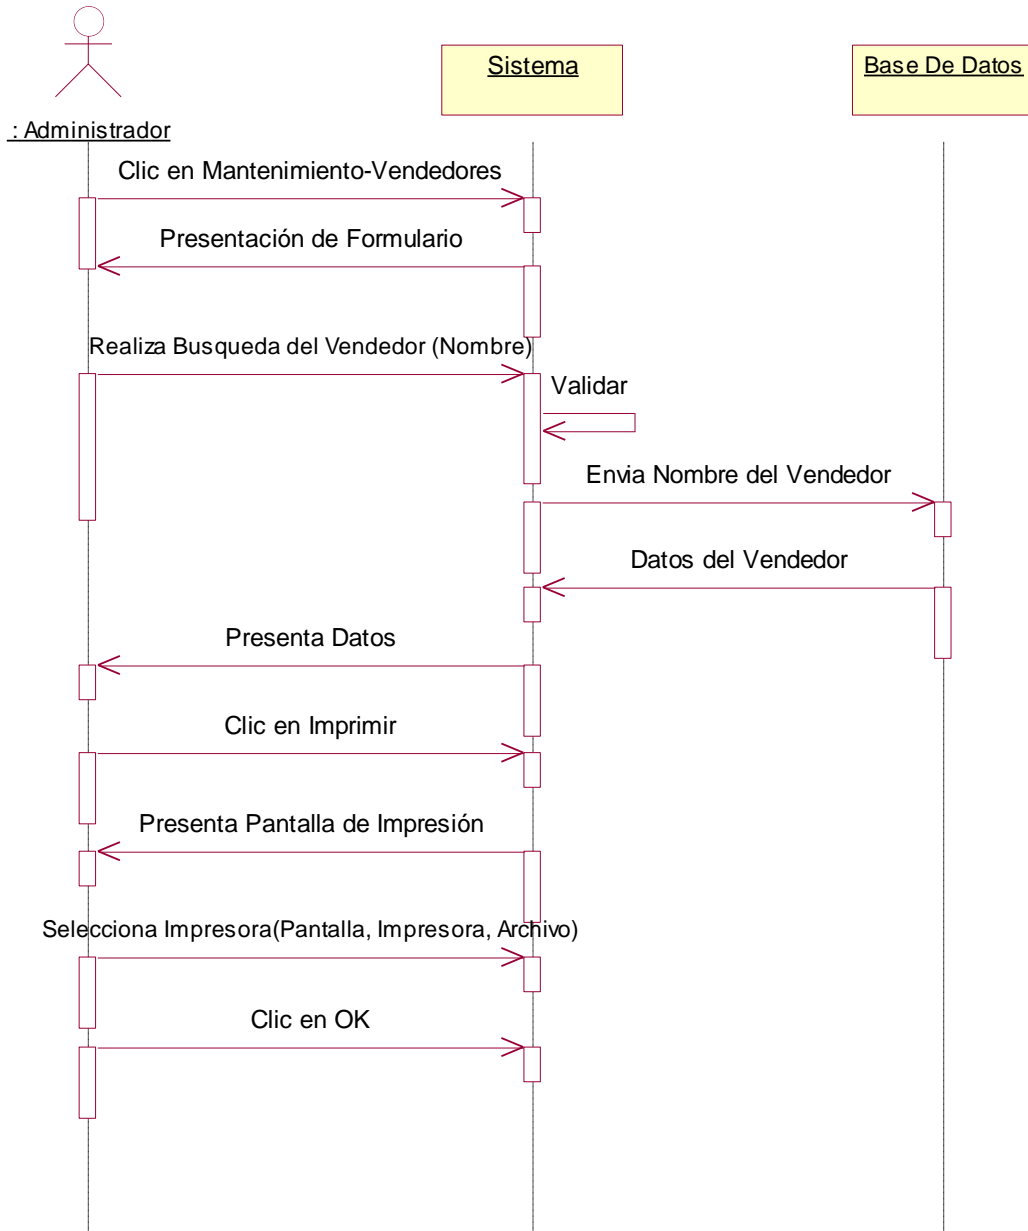 Sistema
Base De Datos
: Administrador
Clic en Mantenimiento-Vendedores
Presentación de Formulario
Realiza Busqueda del Vendedor (Nombre)
Validar
Envia Nombre del Vendedor
Datos del Vendedor
Presenta Datos
Clic en Imprimir
Presenta Pantalla de Impresión
Selecciona Impresora(Pantalla, Impresora, Archivo)
Clic en OK